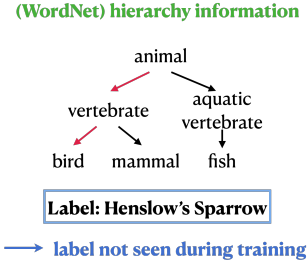 (WordNet) hierarchy information
animal
vertebrate
aquatic
vertebrate
bird
mammal
fish
Label: Henslow's Sparrow
label not seen during training